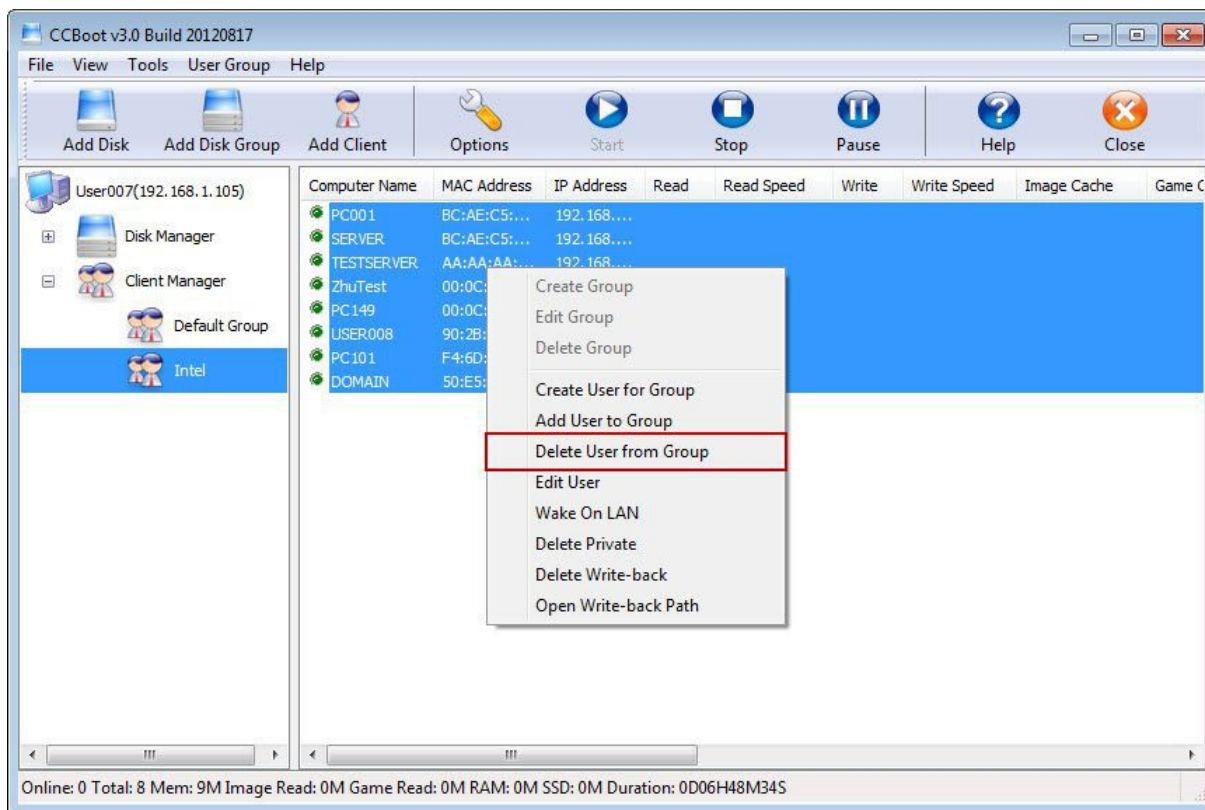 CCBoot v3.0 Build 20120817
File View Tools User Group Help
Add Disk Add Disk Group Add Client Options Start Stop Pause Help Close
User007(192.168.1.105)
Disk Manager
Client Manager
Default Group
Intel
Computer Name MAC Address IP Address Read Read Speed Write Write Speed Image Cache Game C
PC001 BC:AE:C5:... 192.168....
SERVER BC:AE:C5:... 192.168....
TESTSERVER AA:AA:AA:... 192.168....
ZhuTest 00:0C:
PC149 00:0C:
USER008 90:2B:
PC101 F4:6D:
DOMAIN 50:E5:
Create Group
Edit Group
Delete Group
Create User for Group
Add User to Group
Delete User from Group
Edit User
Wake On LAN
Delete Private
Delete Write-back
Open Write-back Path
Online: 0 Total: 8 Mem: 9M Image Read: 0M Game Read: 0M RAM: 0M SSD: 0M Duration: 0D06H48M34S